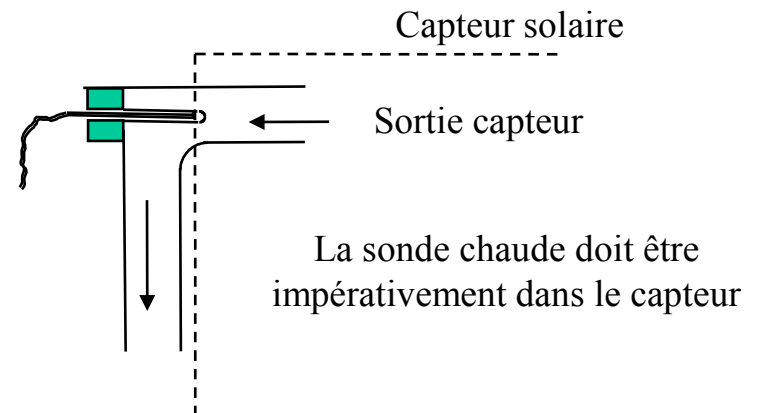 Capteur solaire
Sortie capteur
La sonde chaude doit être
impérativement dans le capteur